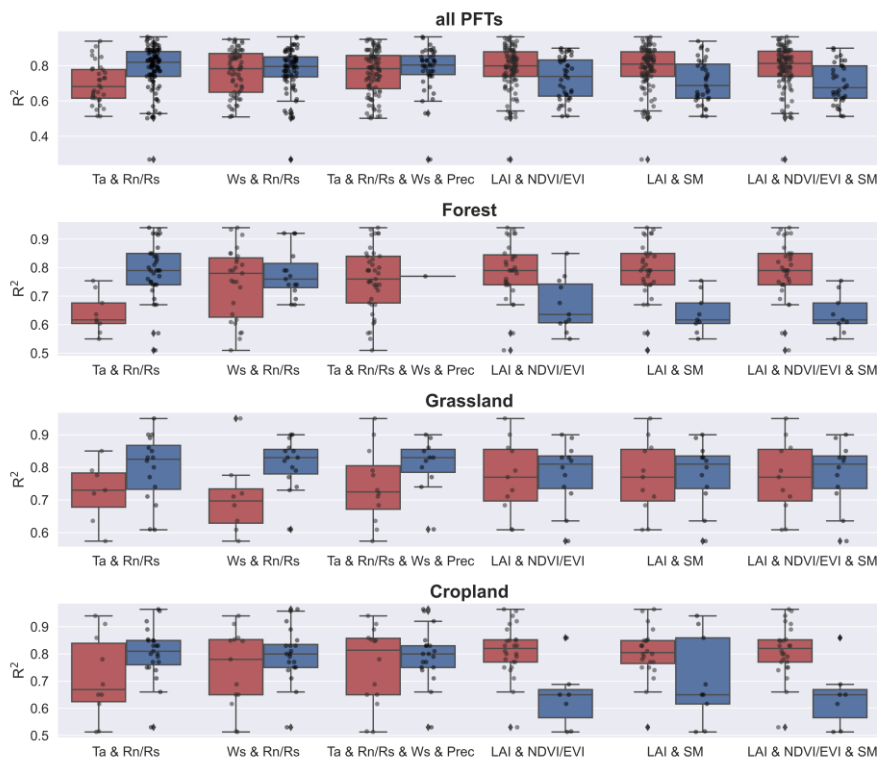 all PFTs
R²
0.8
0.6
0.4
Ta & Rn/Rs Ws & Rn/Rs Ta & Rn/Rs & Ws & Prec LAI & NDVI/EVI LAI & SM LAI & NDVI/EVI & SM
Forest
R²
0.9
0.8
0.7
0.6
0.5
Ta & Rn/Rs Ws & Rn/Rs Ta & Rn/Rs & Ws & Prec LAI & NDVI/EVI LAI & SM LAI & NDVI/EVI & SM
Grassland
R²
0.9
0.8
0.7
0.6
Ta & Rn/Rs Ws & Rn/Rs Ta & Rn/Rs & Ws & Prec LAI & NDVI/EVI LAI & SM LAI & NDVI/EVI & SM
Cropland
R²
0.9
0.8
0.7
0.6
0.5
Ta & Rn/Rs Ws & Rn/Rs Ta & Rn/Rs & Ws & Prec LAI & NDVI/EVI LAI & SM LAI & NDVI/EVI & SM